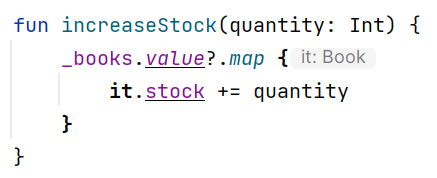 fun increaseStock(quantity: Int) {
    _books.value?.map { it: Book
        it.stock += quantity
    }
}